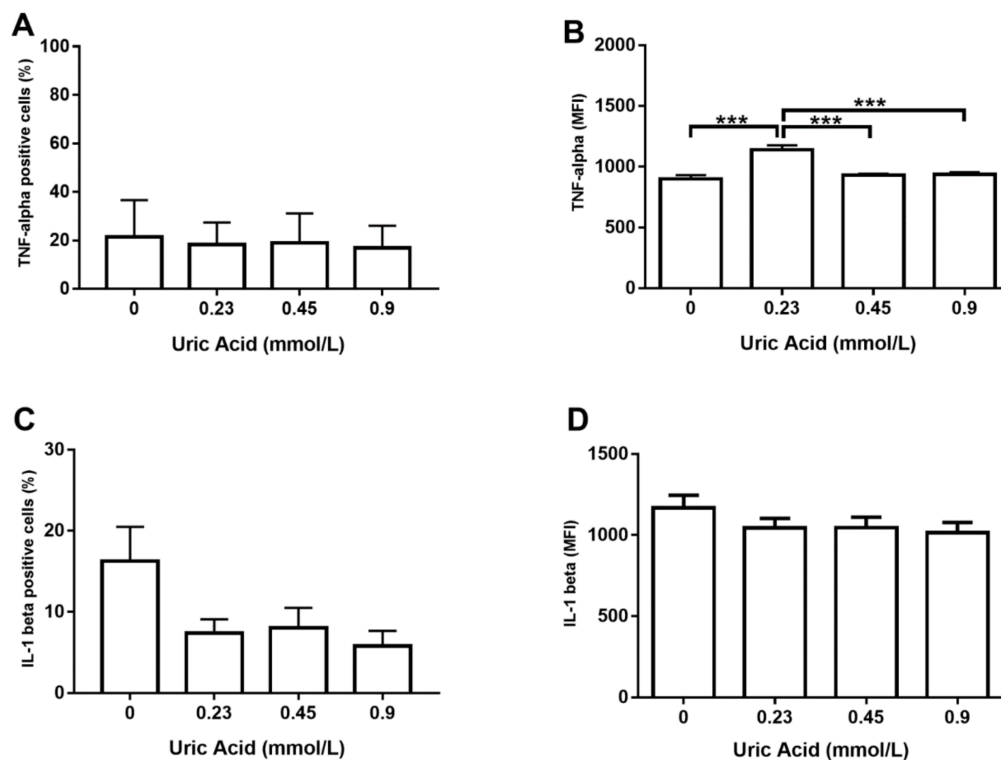 A
TNF-alpha positive cells (%)
100
80
60
40
20
0
0 0.23 0.45 0.9
Uric Acid (mmol/L)
B
TNF-alpha (MFI)
2000
1500
1000
500
0
***
***
***
0 0.23 0.45 0.9
Uric Acid (mmol/L)
C
IL-1 beta positive cells (%)
30
20
10
0
0 0.23 0.45 0.9
Uric Acid (mmol/L)
D
IL-1 beta (MFI)
1500
1000
500
0
0 0.23 0.45 0.9
Uric Acid (mmol/L)